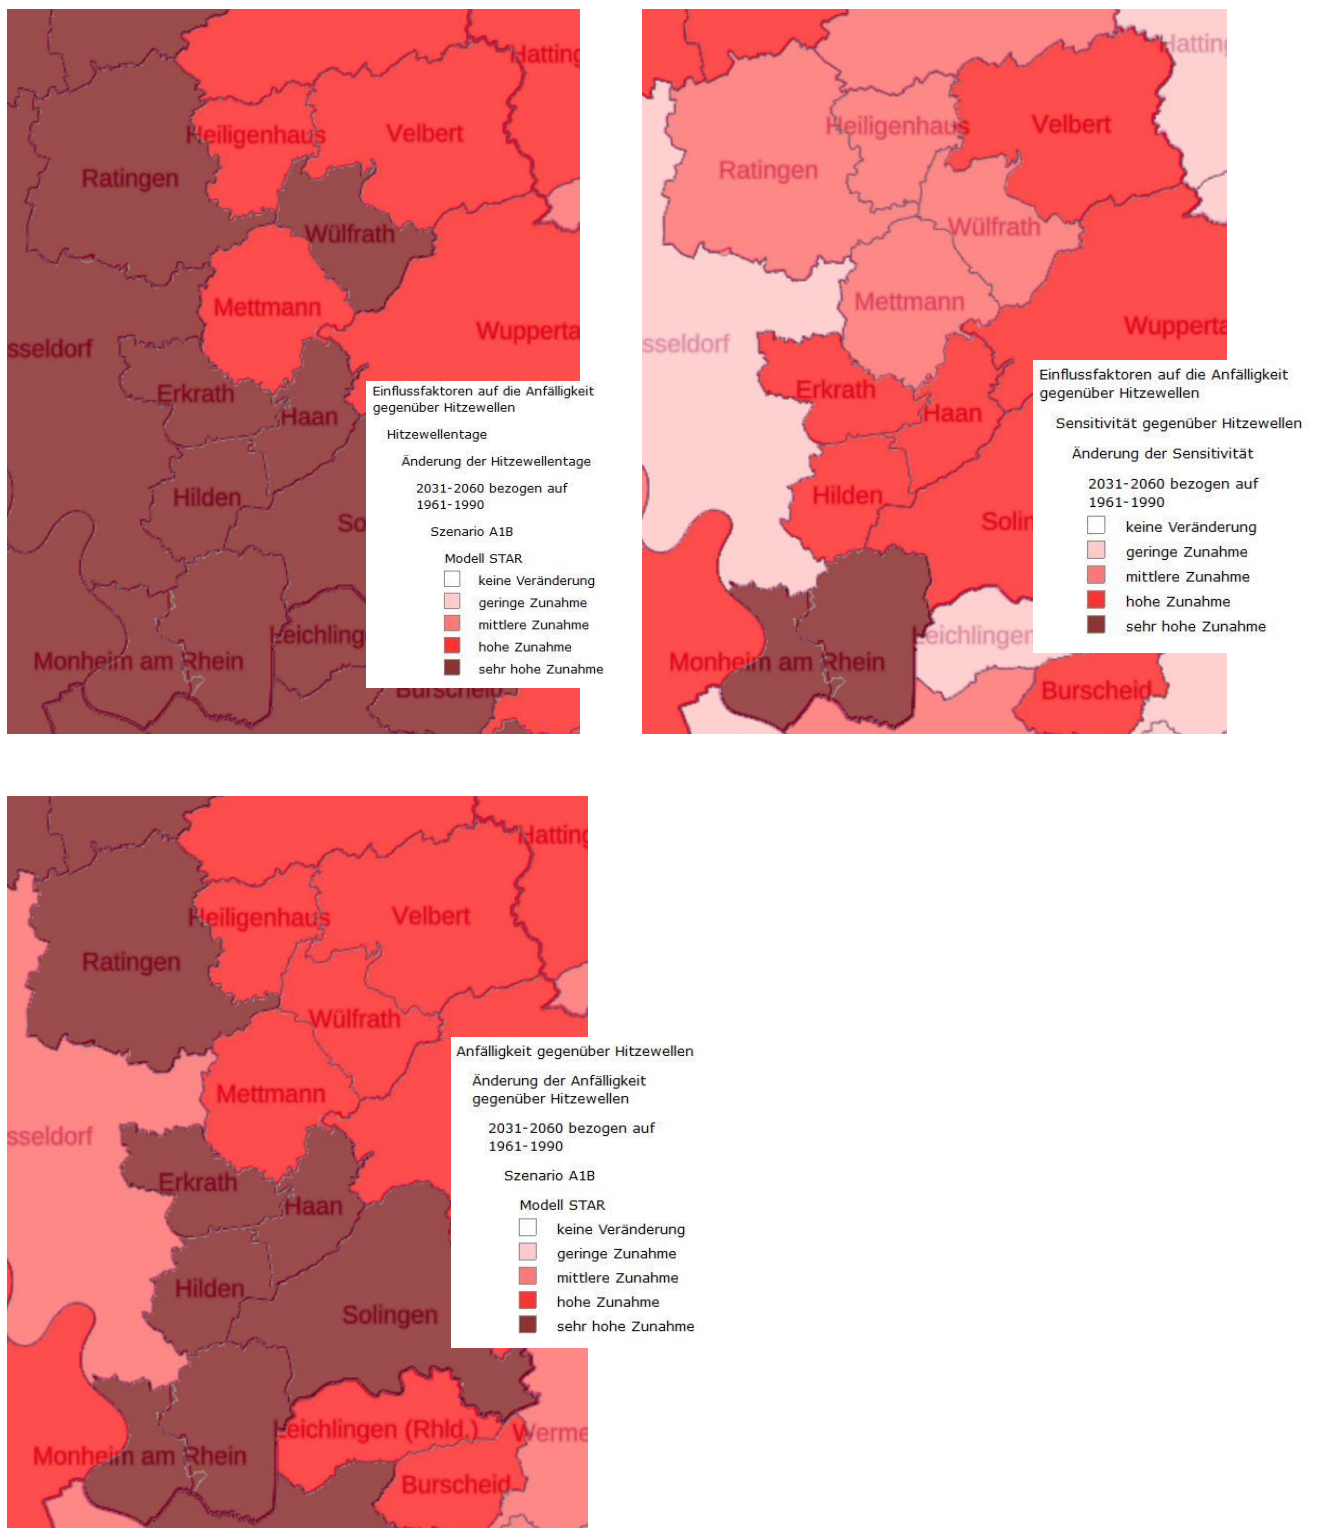 Hatting
Heiligenhaus
Velbert
Ratingen
Wülfrath
Mettmann
Wupperta
sseldorf
Erkrath
Haan
Hilden
So
Leichling
Monheim am Rhein
Burscheid
Einflussfaktoren auf die Anfälligkeit
gegenüber Hitzewellen
Hitzewellentage
Änderung der Hitzewellentage
2031-2060 bezogen auf
1961-1990
Szenario A1B
Modell STAR
keine Veränderung
geringe Zunahme
mittlere Zunahme
hohe Zunahme
sehr hohe Zunahme
Hatting
Heiligenhaus
Velbert
Ratingen
Wülfrath
Mettmann
Wupperta
sseldorf
Erkrath
Haan
Hilden
Solin
Leichlingen
Monheim am Rhein
Burscheid
Einflussfaktoren auf die Anfälligkeit
gegenüber Hitzewellen
Sensitivität gegenüber Hitzewellen
Änderung der Sensitivität
2031-2060 bezogen auf
1961-1990
keine Veränderung
geringe Zunahme
mittlere Zunahme
hohe Zunahme
sehr hohe Zunahme
Hatting
Heiligenhaus
Velbert
Ratingen
Wülfrath
Mettmann
sseldorf
Erkrath
Haan
Hilden
Solingen
Leichlingen (Rhld.)
Werme
Monheim am Rhein
Burscheid
Anfälligkeit gegenüber Hitzewellen
Änderung der Anfälligkeit
gegenüber Hitzewellen
2031-2060 bezogen auf
1961-1990
Szenario A1B
Modell STAR
keine Veränderung
geringe Zunahme
mittlere Zunahme
hohe Zunahme
sehr hohe Zunahme